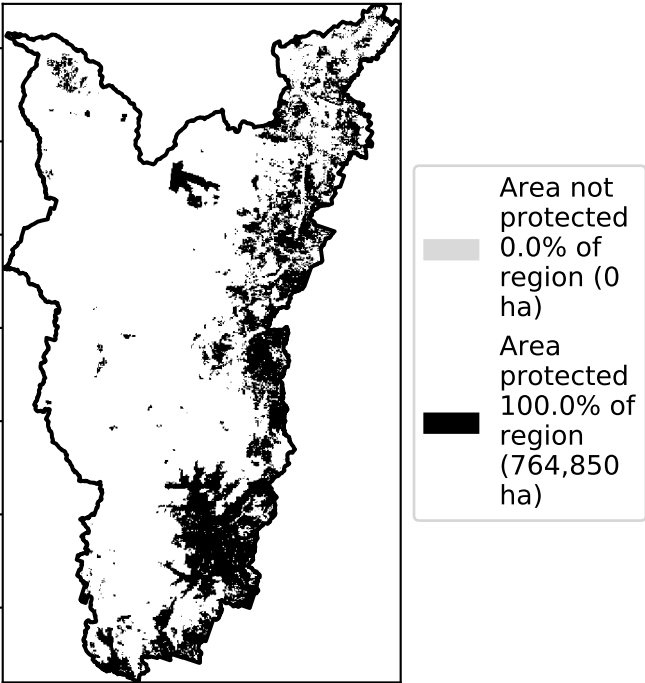 Area not
protected
0.0% of
region (0
ha)
Area
protected
100.0% of
region
(764,850
ha)